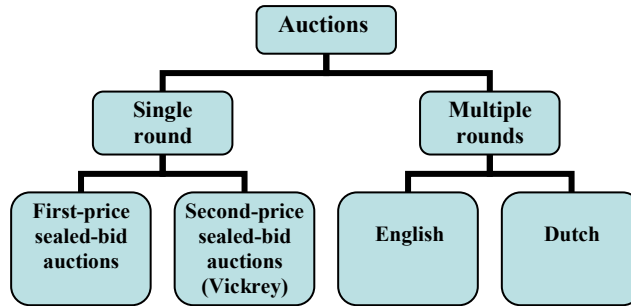 Auctions
Single
round
Multiple
rounds
First-price
sealed-bid
auctions
Second-price
sealed-bid
auctions
(Vickrey)
English
Dutch